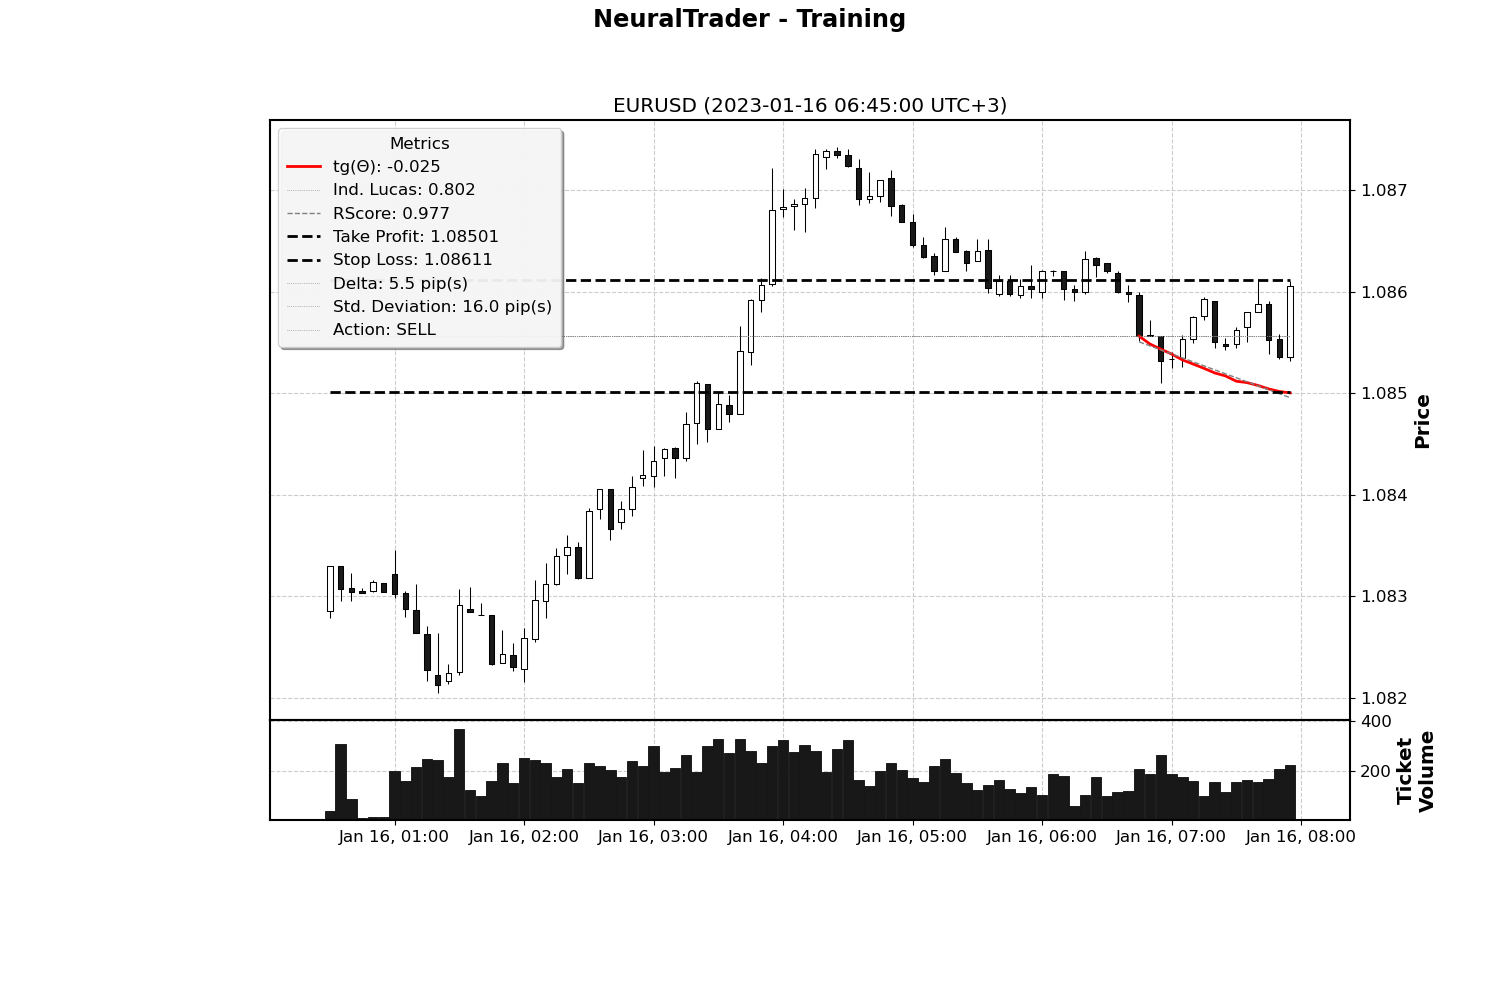 NeuralTrader - Training
EURUSD (2023-01-16 06:45:00 UTC+3)
Metrics
tg(Θ): -0.025
Ind. Lucas: 0.802
RScore: 0.977
Take Profit: 1.08501
Stop Loss: 1.08611
Delta: 5.5 pip(s)
Std. Deviation: 16.0 pip(s)
Action: SELL
1.087
1.086
1.085
1.084
1.083
1.082
Price
400
200
Ticket
Volume
Jan 16, 01:00
Jan 16, 02:00
Jan 16, 03:00
Jan 16, 04:00
Jan 16, 05:00
Jan 16, 06:00
Jan 16, 07:00
Jan 16, 08:00